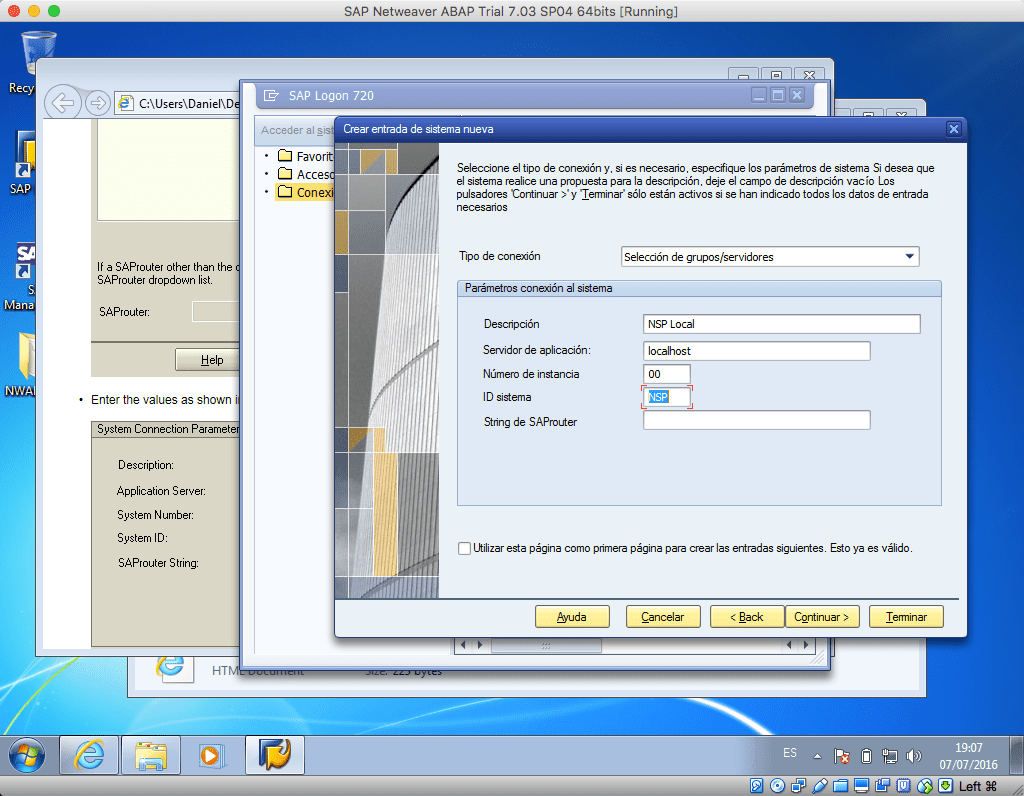 SAP Netweaver ABAP Trial 7.03 SP04 64bits [Running]
Recy
C:\Users\Daniel\De
SAP Logon 720
Acceder al sist
Favorit
Acceso
Conexi
SAP
SA
S
Mana
NWA
If a SAProuter other than the
SAProuter dropdown list.
SAProuter:
Help
• Enter the values as shown i
System Connection Parameter
Description:
Application Server:
System Number:
System ID:
SAProuter String:
HTML Document
Size: 225 bytes
Crear entrada de sistema nueva
Seleccione el tipo de conexión y, si es necesario, especifique los parámetros de sistema Si desea que
el sistema realice una propuesta para la descripción, deje el campo de descripción vacío Los
pulsadores 'Continuar >' y 'Terminar' sólo están activos si se han indicado todos los datos de entrada
necesarios
Tipo de conexión
Selección de grupos/servidores
Parámetros conexión al sistema
Descripción
NSP Local
Servidor de aplicación:
localhost
Número de instancia
00
ID sistema
NSP
String de SAProuter
Utilizar esta página como primera página para crear las entradas siguientes. Esto ya es válido.
Ayuda
Cancelar
< Back
Continuar >
Terminar
ES
19:07
07/07/2016
Left ⌘